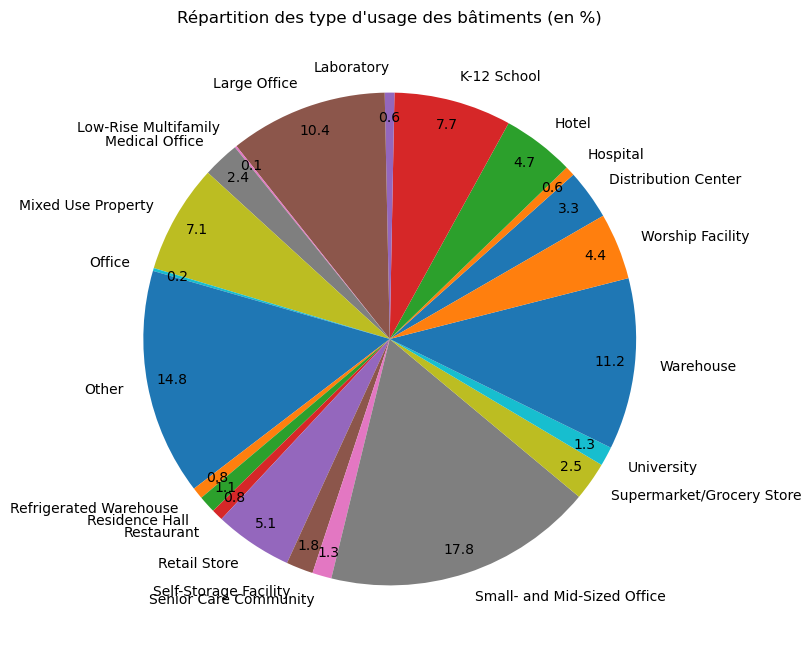 Répartition des type d'usage des bâtiments (en %)
Laboratory
K-12 School
Large Office
Hotel
Low-Rise Multifamily
Medical Office
Hospital
Distribution Center
Mixed Use Property
Worship Facility
Office
Warehouse
Other
University
Supermarket/Grocery Store
Refrigerated Warehouse
Residence Hall
Restaurant
Retail Store
Self-Storage Facility
Senior Care Community
Small- and Mid-Sized Office
0.6
7.7
10.4
4.7
0.1
2.4
0.6
3.3
7.1
4.4
0.2
11.2
14.8
1.3
2.5
0.8
1.1
0.8
5.1
1.8
1.3
17.8